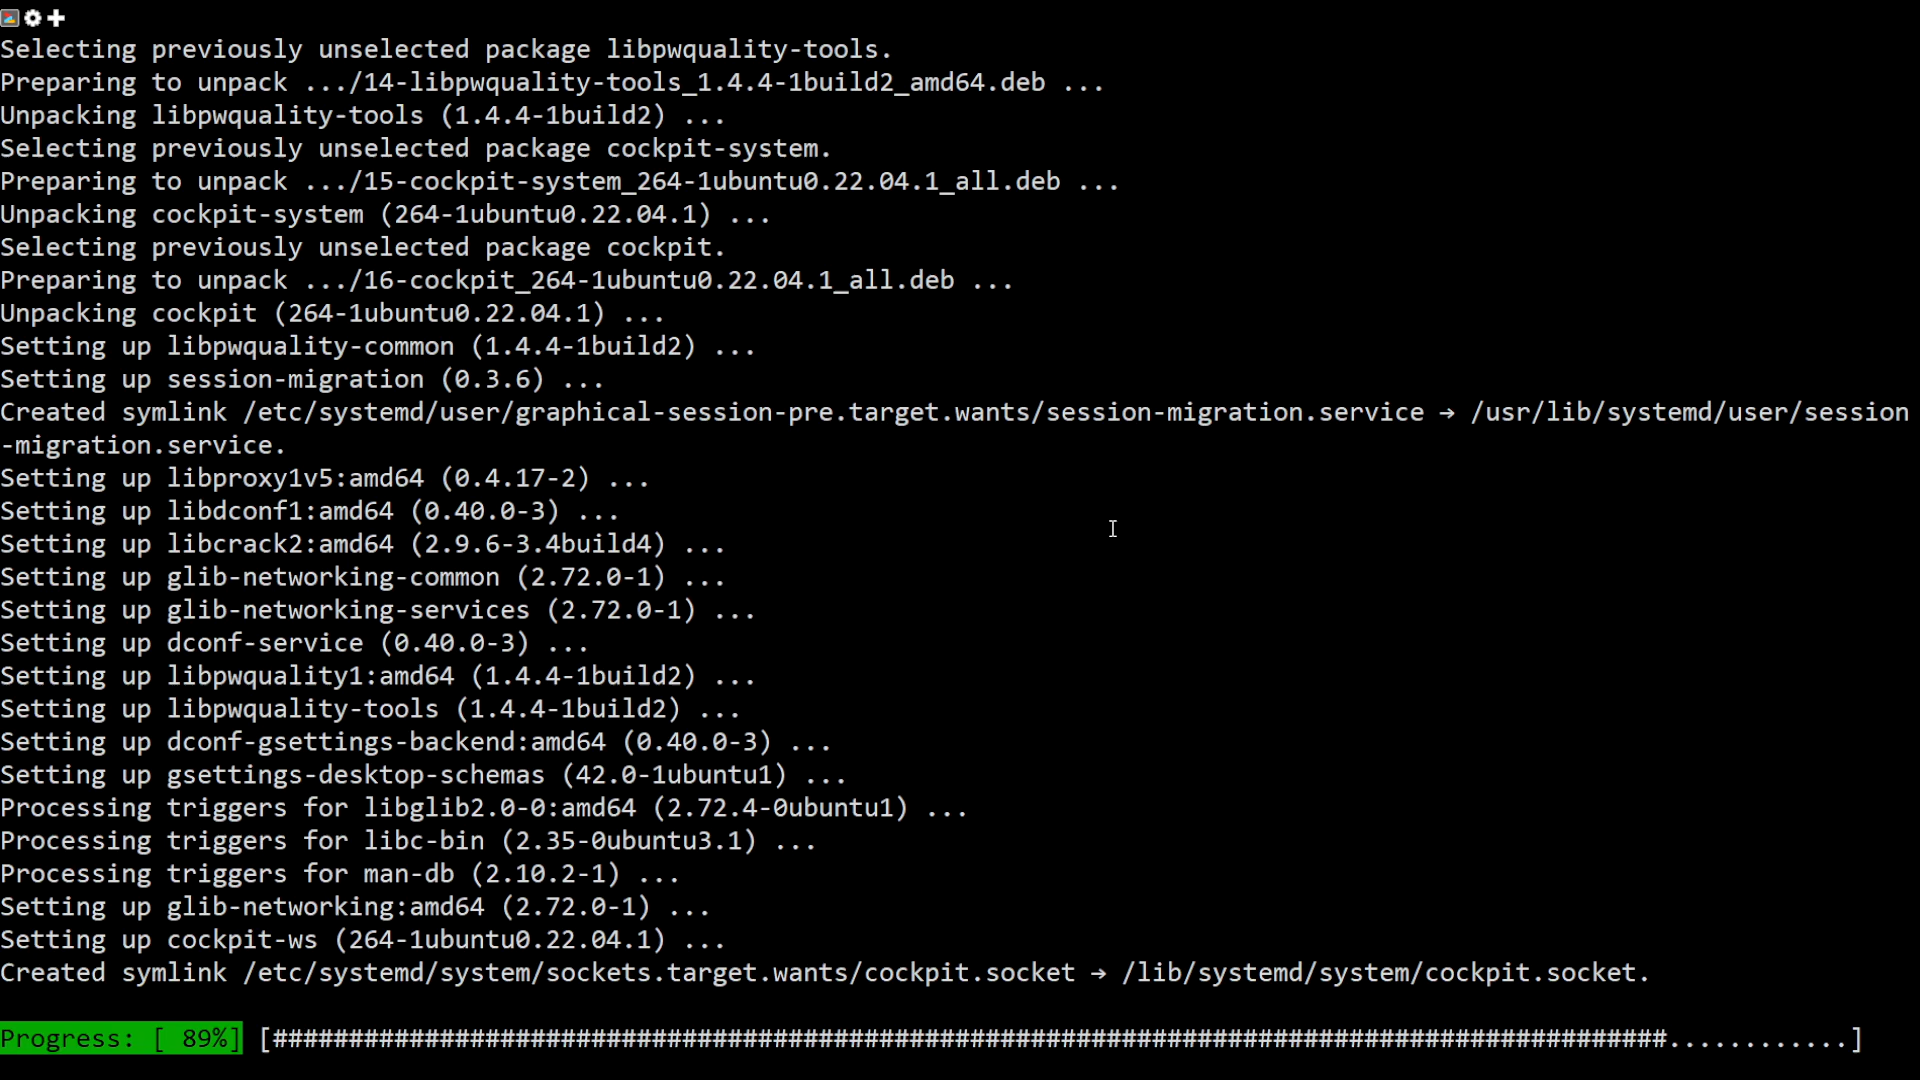 Selecting previously unselected package libpwquality-tools.
Preparing to unpack .../14-libpwquality-tools_1.4.4-1build2_amd64.deb ...
Unpacking libpwquality-tools (1.4.4-1build2) ...
Selecting previously unselected package cockpit-system.
Preparing to unpack .../15-cockpit-system_264-1ubuntu0.22.04.1_all.deb ...
Unpacking cockpit-system (264-1ubuntu0.22.04.1) ...
Selecting previously unselected package cockpit.
Preparing to unpack .../16-cockpit_264-1ubuntu0.22.04.1_all.deb ...
Unpacking cockpit (264-1ubuntu0.22.04.1) ...
Setting up libpwquality-common (1.4.4-1build2) ...
Setting up session-migration (0.3.6) ...
Created symlink /etc/systemd/user/graphical-session-pre.target.wants/session-migration.service → /usr/lib/systemd/user/session
-migration.service.
Setting up libproxy1v5:amd64 (0.4.17-2) ...
Setting up libdconf1:amd64 (0.40.0-3) ...
Setting up libcrack2:amd64 (2.9.6-3.4build4) ...
Setting up glib-networking-common (2.72.0-1) ...
Setting up glib-networking-services (2.72.0-1) ...
Setting up dconf-service (0.40.0-3) ...
Setting up libpwquality1:amd64 (1.4.4-1build2) ...
Setting up libpwquality-tools (1.4.4-1build2) ...
Setting up dconf-gsettings-backend:amd64 (0.40.0-3) ...
Setting up gsettings-desktop-schemas (42.0-1ubuntu1) ...
Processing triggers for libglib2.0-0:amd64 (2.72.4-0ubuntu1) ...
Processing triggers for libc-bin (2.35-0ubuntu3.1) ...
Processing triggers for man-db (2.10.2-1) ...
Setting up glib-networking:amd64 (2.72.0-1) ...
Setting up cockpit-ws (264-1ubuntu0.22.04.1) ...
Created symlink /etc/systemd/system/sockets.target.wants/cockpit.socket → /lib/systemd/system/cockpit.socket.
Progress: [ 89%] [############################################################################################............]